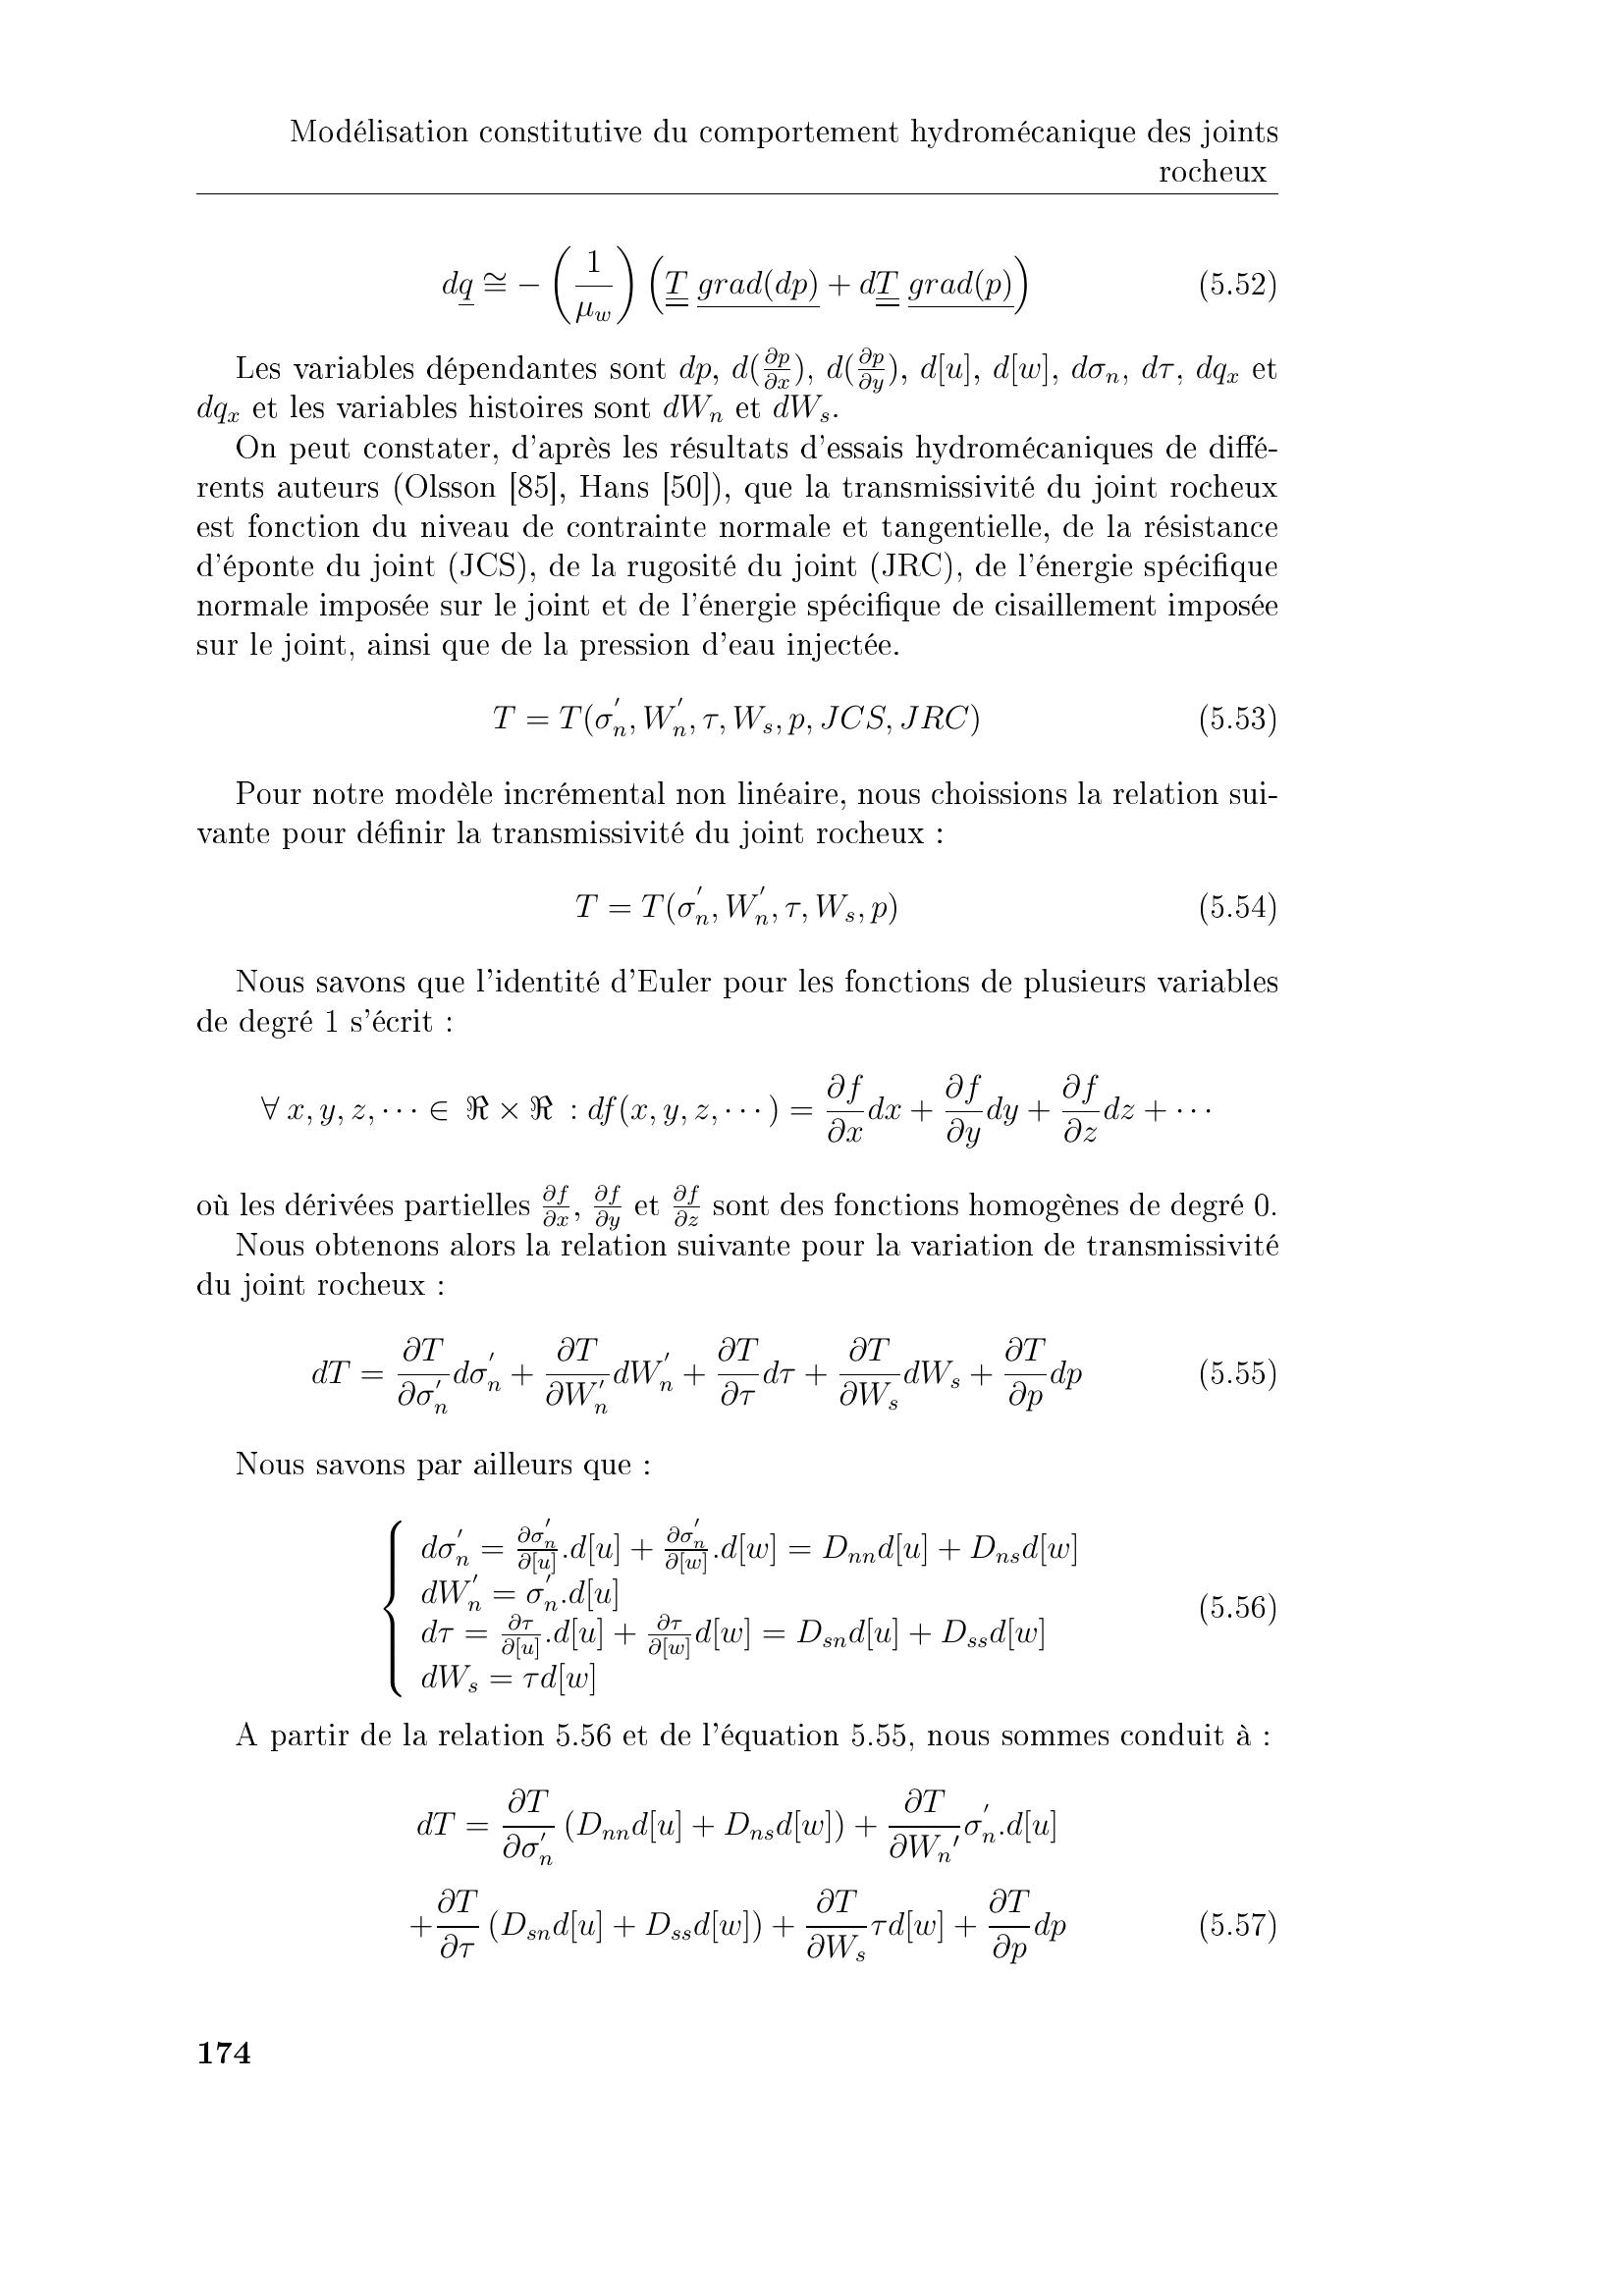 Modélisation constitutive du comportement hydromécanique des joints
rocheux
$d\underline{q} \cong -\left(\frac{1}{\mu_w}\right)\left(\underline{\underline{T}}\ \underline{grad(dp)} + d\underline{\underline{T}}\ \underline{grad(p)}\right)$ (5.52)
Les variables dépendantes sont $dp$, $d(\frac{\partial p}{\partial x})$, $d(\frac{\partial p}{\partial y})$, $d[u]$, $d[w]$, $d\sigma_n$, $d\tau$, $dq_x$ et
$dq_x$ et les variables histoires sont $dW_n$ et $dW_s$.
On peut constater, d'après les résultats d'essais hydromécaniques de diffé-
rents auteurs (Olsson [85], Hans [50]), que la transmissivité du joint rocheux
est fonction du niveau de contrainte normale et tangentielle, de la résistance
d'éponte du joint (JCS), de la rugosité du joint (JRC), de l'énergie spécifique
normale imposée sur le joint et de l'énergie spécifique de cisaillement imposée
sur le joint, ainsi que de la pression d'eau injectée.
$T = T(\sigma_n^{'}, W_n^{'}, \tau, W_s, p, JCS, JRC)$ (5.53)
Pour notre modèle incrémental non linéaire, nous choissions la relation sui-
vante pour définir la transmissivité du joint rocheux :
$T = T(\sigma_n^{'}, W_n^{'}, \tau, W_s, p)$ (5.54)
Nous savons que l'identité d'Euler pour les fonctions de plusieurs variables
de degré 1 s'écrit :
$\forall\ x, y, z, \cdots \in\ \Re \times \Re\ : df(x, y, z, \cdots) = \frac{\partial f}{\partial x}dx + \frac{\partial f}{\partial y}dy + \frac{\partial f}{\partial z}dz + \cdots$
où les dérivées partielles $\frac{\partial f}{\partial x}$, $\frac{\partial f}{\partial y}$ et $\frac{\partial f}{\partial z}$ sont des fonctions homogènes de degré 0.
Nous obtenons alors la relation suivante pour la variation de transmissivité
du joint rocheux :
$dT = \frac{\partial T}{\partial \sigma_n^{'}}d\sigma_n^{'} + \frac{\partial T}{\partial W_n^{'}}dW_n^{'} + \frac{\partial T}{\partial \tau}d\tau + \frac{\partial T}{\partial W_s}dW_s + \frac{\partial T}{\partial p}dp$ (5.55)
Nous savons par ailleurs que :
$d\sigma_n^{'} = \frac{\partial \sigma_n^{'}}{\partial [u]}.d[u] + \frac{\partial \sigma_n^{'}}{\partial [w]}.d[w] = D_{nn}d[u] + D_{ns}d[w]$
$dW_n^{'} = \sigma_n^{'}.d[u]$
$d\tau = \frac{\partial \tau}{\partial [u]}.d[u] + \frac{\partial \tau}{\partial [w]}d[w] = D_{sn}d[u] + D_{ss}d[w]$
$dW_s = \tau d[w]$ (5.56)
A partir de la relation 5.56 et de l'équation 5.55, nous sommes conduit à :
$dT = \frac{\partial T}{\partial \sigma_n^{'}}(D_{nn}d[u] + D_{ns}d[w]) + \frac{\partial T}{\partial W_n{'}}\sigma_n^{'}.d[u]$
$+\frac{\partial T}{\partial \tau}(D_{sn}d[u] + D_{ss}d[w]) + \frac{\partial T}{\partial W_s}\tau d[w] + \frac{\partial T}{\partial p}dp$ (5.57)
174